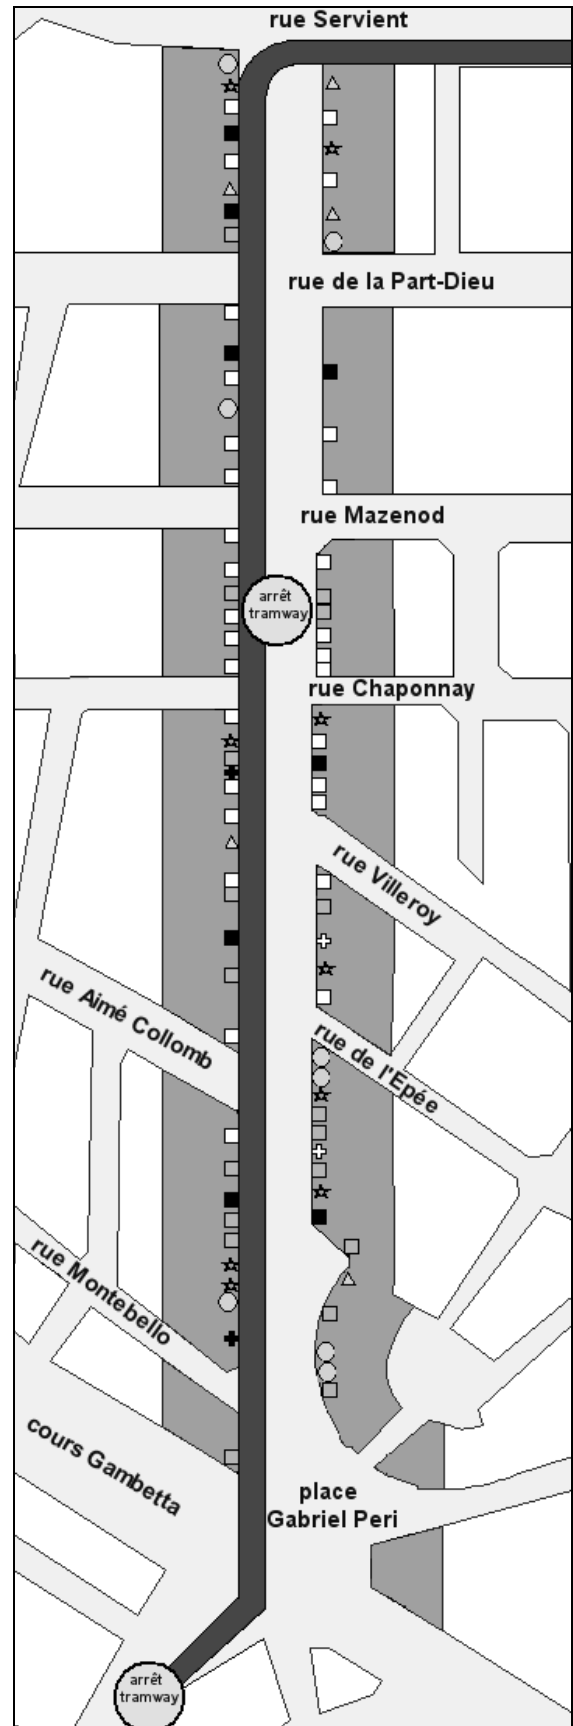 rue Servient
rue de la Part-Dieu
rue Mazenod
arrêt
tramway
rue Chaponnay
rue Villeroy
rue Aimé Collomb
rue de l'Epée
rue Montebello
cours Gambetta
place
Gabriel Peri
arrêt
tramway